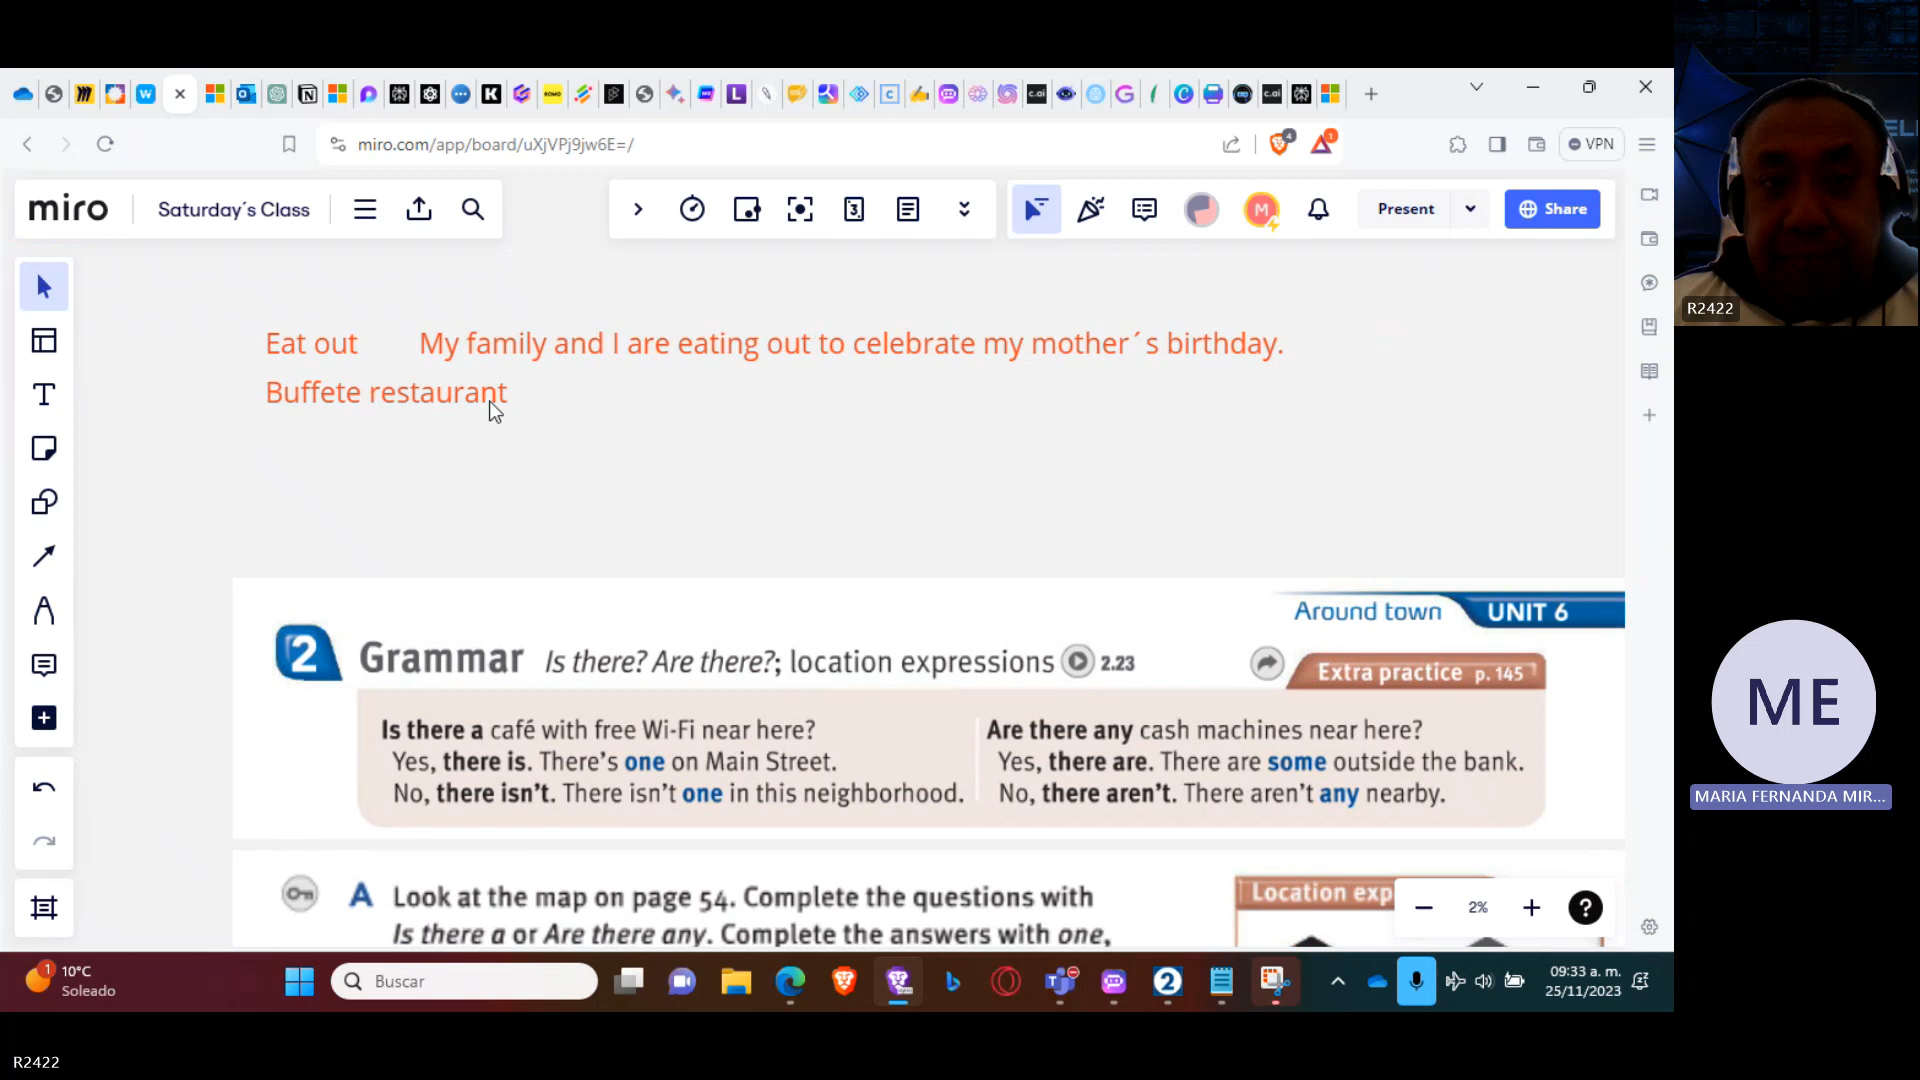 miro.com/app/board/uXjVPj9jw6E=/
4
1
VPN
miro
Saturday´s Class
3
M
Present
Share
Eat out My family and I are eating out to celebrate my mother´s birthday.
Buffete restaurant
Around town UNIT 6
2 Grammar Is there? Are there?; location expressions 2.23
Extra practice p. 145
Is there a café with free Wi-Fi near here?
Yes, there is. There's one on Main Street.
No, there isn't. There isn't one in this neighborhood.
Are there any cash machines near here?
Yes, there are. There are some outside the bank.
No, there aren't. There aren't any nearby.
A Look at the map on page 54. Complete the questions with
Is there a or Are there any. Complete the answers with one,
Location exp
2%
?
1
10°C
Soleado
Buscar
2
09:33 a. m.
25/11/2023
R2422
ME
MARIA FERNANDA MIR...
R2422